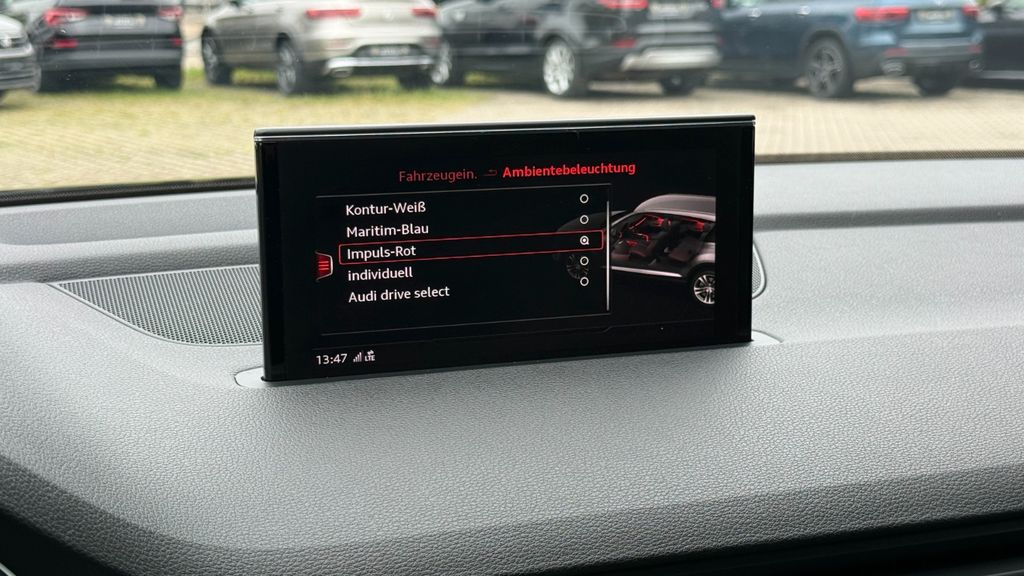 Fahrzeugein. Ambientebeleuchtung
Kontur-Weiß
Maritim-Blau
Impuls-Rot
individuell
Audi drive select
13:47 LTE